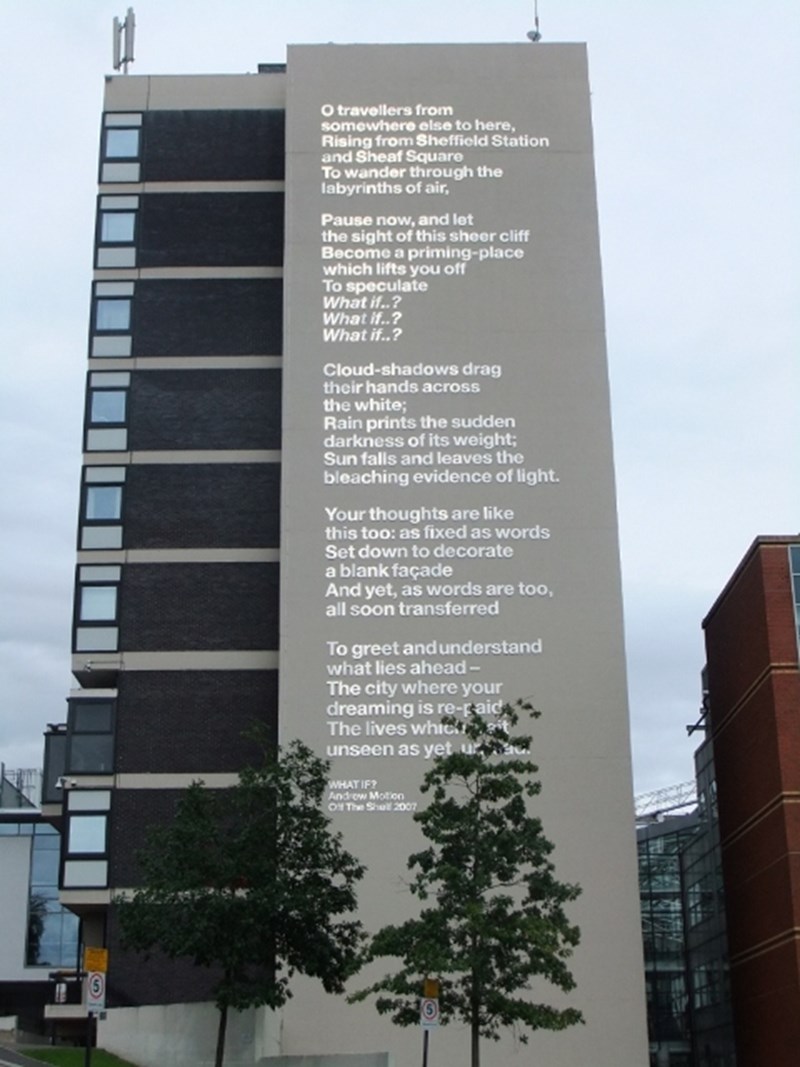 O travellers from
somewhere else to here,
Rising from Sheffield Station
and Sheaf Square
To wander through the
labyrinths of air,
Pause now, and let
the sight of this sheer cliff
Become a priming-place
which lifts you off
To speculate
What if..?
What if..?
What if..?
Cloud-shadows drag
their hands across
the white;
Rain prints the sudden
darkness of its weight;
Sun falls and leaves the
bleaching evidence of light.
Your thoughts are like
this too: as fixed as words
Set down to decorate
a blank façade
And yet, as words are too,
all soon transferred
To greet and understand
what lies ahead –
The city where your
dreaming is re-paid,
The lives which
unseen as yet,
WHAT IF?
Andrew Motion
Off The Shelf 2007
5
5